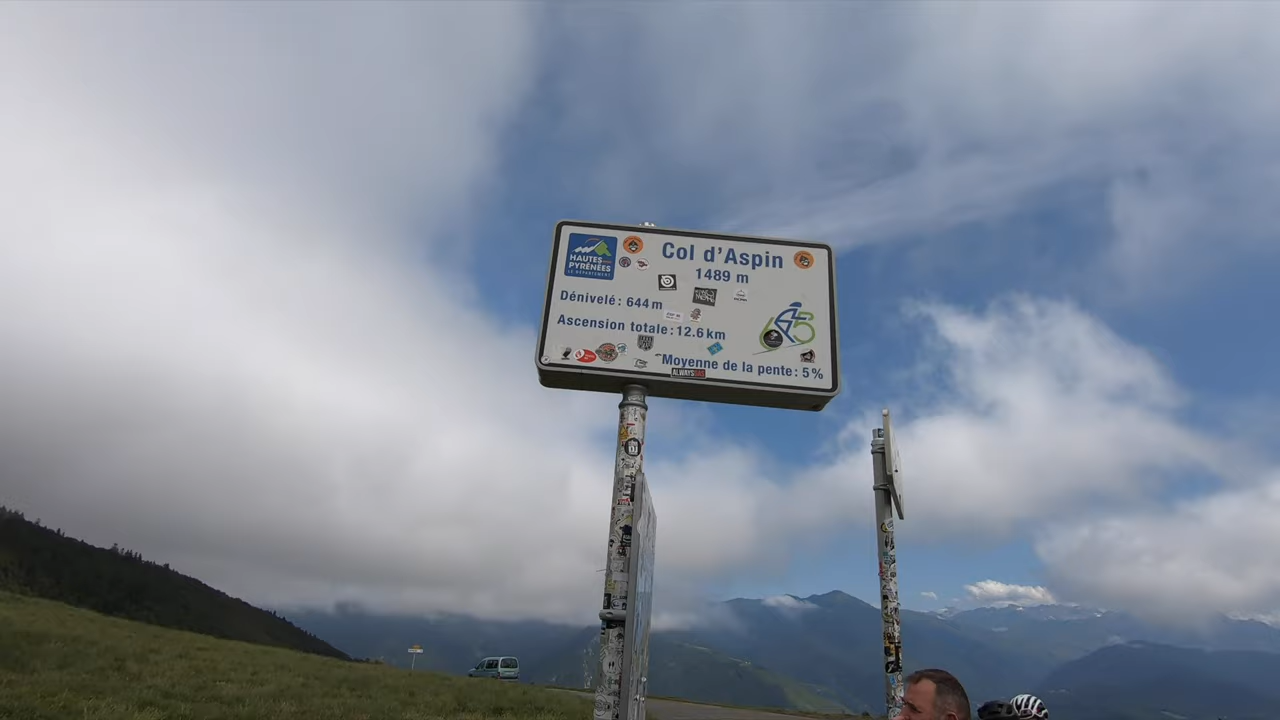 Col d'Aspin
1489 m
HAUTES
PYRÉNÉES
LE DÉPARTEMENT
Dénivelé : 644 m
Ascension totale : 12.6 km
Moyenne de la pente : 5 %